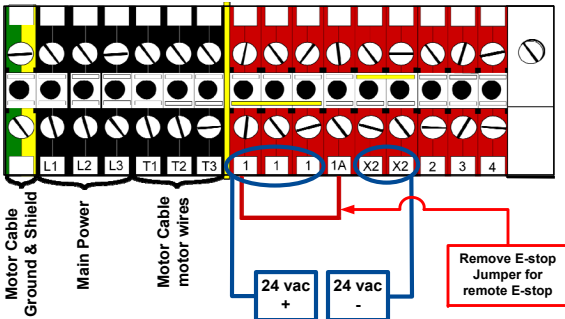 L1 L2 L3 T1 T2 T3 1 1 1 1A X2 X2 2 3 4
Motor Cable
Ground & Shield
Main Power
Motor Cable
motor wires
24 vac
+
24 vac
-
Remove E-stop
Jumper for
remote E-stop